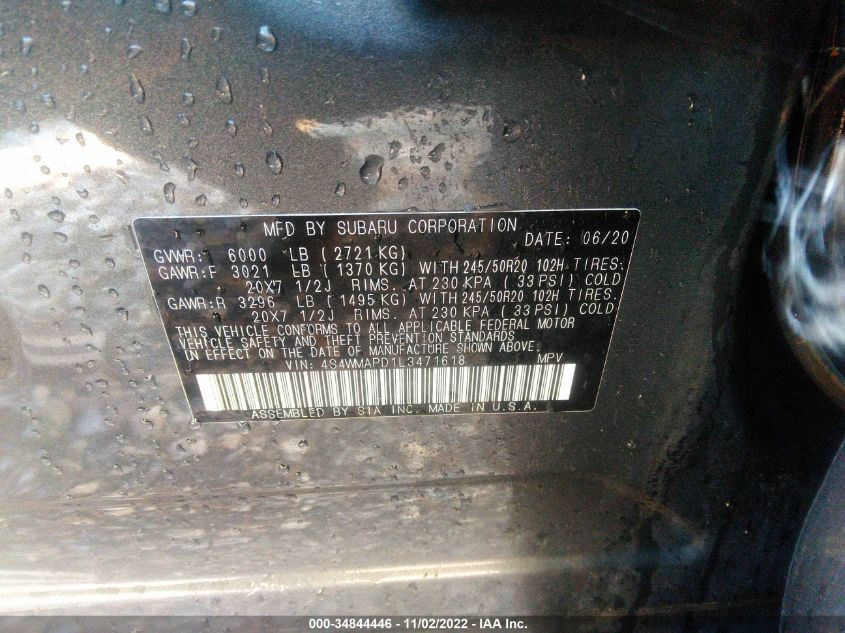 MFD BY SUBARU CORPORATION
DATE: 06/20
GVWR: 6000 LB ( 2721 KG)
GAWR:F 3021 LB ( 1370 KG) WITH 245/50R20 102H TIRES.
20X7 1/2J RIMS. AT 230 KPA ( 33 PSI) COLD
GAWR:R 3296 LB ( 1495 KG) WITH 245/50R20 102H TIRES.
20X7 1/2J RIMS. AT 230 KPA ( 33 PSI) COLD
THIS VEHICLE CONFORMS TO ALL APPLICABLE FEDERAL MOTOR
VEHICLE SAFETY AND THEFT PREVENTION STANDARDS
IN EFFECT ON THE DATE OF MANUFACTURE SHOWN ABOVE.
VIN: 4S4WMAPD1L3471618 MPV
ASSEMBLED BY SIA INC. MADE IN U.S.A.
000-34844446 - 11/02/2022 - IAA Inc.